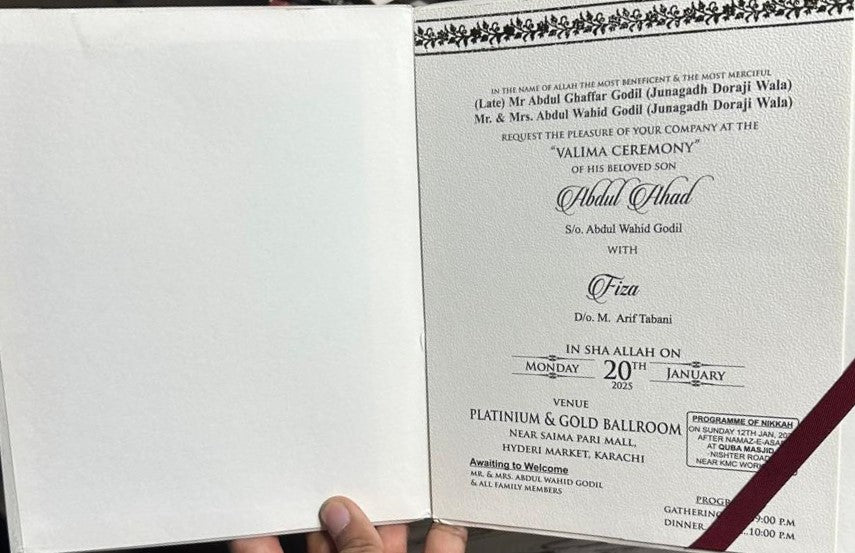 IN THE NAME OF ALLAH THE MOST BENEFICENT & THE MOST MERCIFUL
(Late) Mr Abdul Ghaffar Godil (Junagadh Doraji Wala)
Mr. & Mrs. Abdul Wahid Godil (Junagadh Doraji Wala)
REQUEST THE PLEASURE OF YOUR COMPANY AT THE
"VALIMA CEREMONY"
OF HIS BELOVED SON
Abdul Ahad
S/o. Abdul Wahid Godil
WITH
Fiza
D/o. M. Arif Tabani
IN SHA ALLAH ON
MONDAY 20TH JANUARY
2025
VENUE
PLATINIUM & GOLD BALLROOM
NEAR SAIMA PARI MALL,
HYDERI MARKET, KARACHI
PROGRAMME OF NIKKAH
ON SUNDAY 12TH JAN,
AFTER NAMAZ-E-ASA
AT QUBA MASJID
NISHTER ROAD
NEAR KMC WOR
Awaiting to Welcome
MR. & MRS. ABDUL WAHID GODIL
& ALL FAMILY MEMBERS
PROGR
GATHERING 9:00 P.M
DINNER ...10:00 P.M